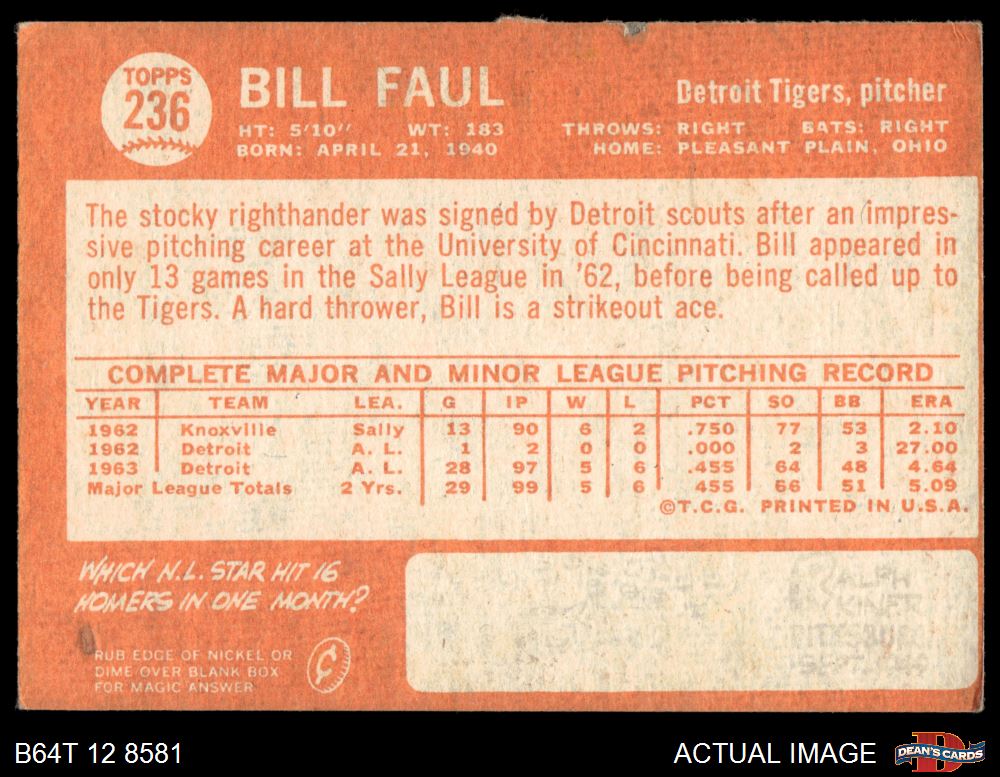 TOPPS
236
BILL FAUL
Detroit Tigers, pitcher
HT: 5'10" WT: 183
THROWS: RIGHT BATS: RIGHT
BORN: APRIL 21, 1940
HOME: PLEASANT PLAIN, OHIO
The stocky righthander was signed by Detroit scouts after an impres-
sive pitching career at the University of Cincinnati. Bill appeared in
only 13 games in the Sally League in '62, before being called up to
the Tigers. A hard thrower, Bill is a strikeout ace.
COMPLETE MAJOR AND MINOR LEAGUE PITCHING RECORD
YEAR TEAM LEA. G IP W L PCT SO BB ERA
1962 Knoxville Sally 13 90 6 2 .750 77 53 2.10
1962 Detroit A. L. 1 2 0 0 .000 2 3 27.00
1963 Detroit A. L. 28 97 5 6 .455 64 48 4.64
Major League Totals 2 Yrs. 29 99 5 6 455 66 51 5.09
©T.C.G. PRINTED IN U.S.A.
WHICH N.L. STAR HIT 16
HOMERS IN ONE MONTH?
RUB EDGE OF NICKEL OR
DIME OVER BLANK BOX
FOR MAGIC ANSWER
¢
RALPH
KINER
B64T 12 8581
ACTUAL IMAGE
D
DEAN'S CARDS